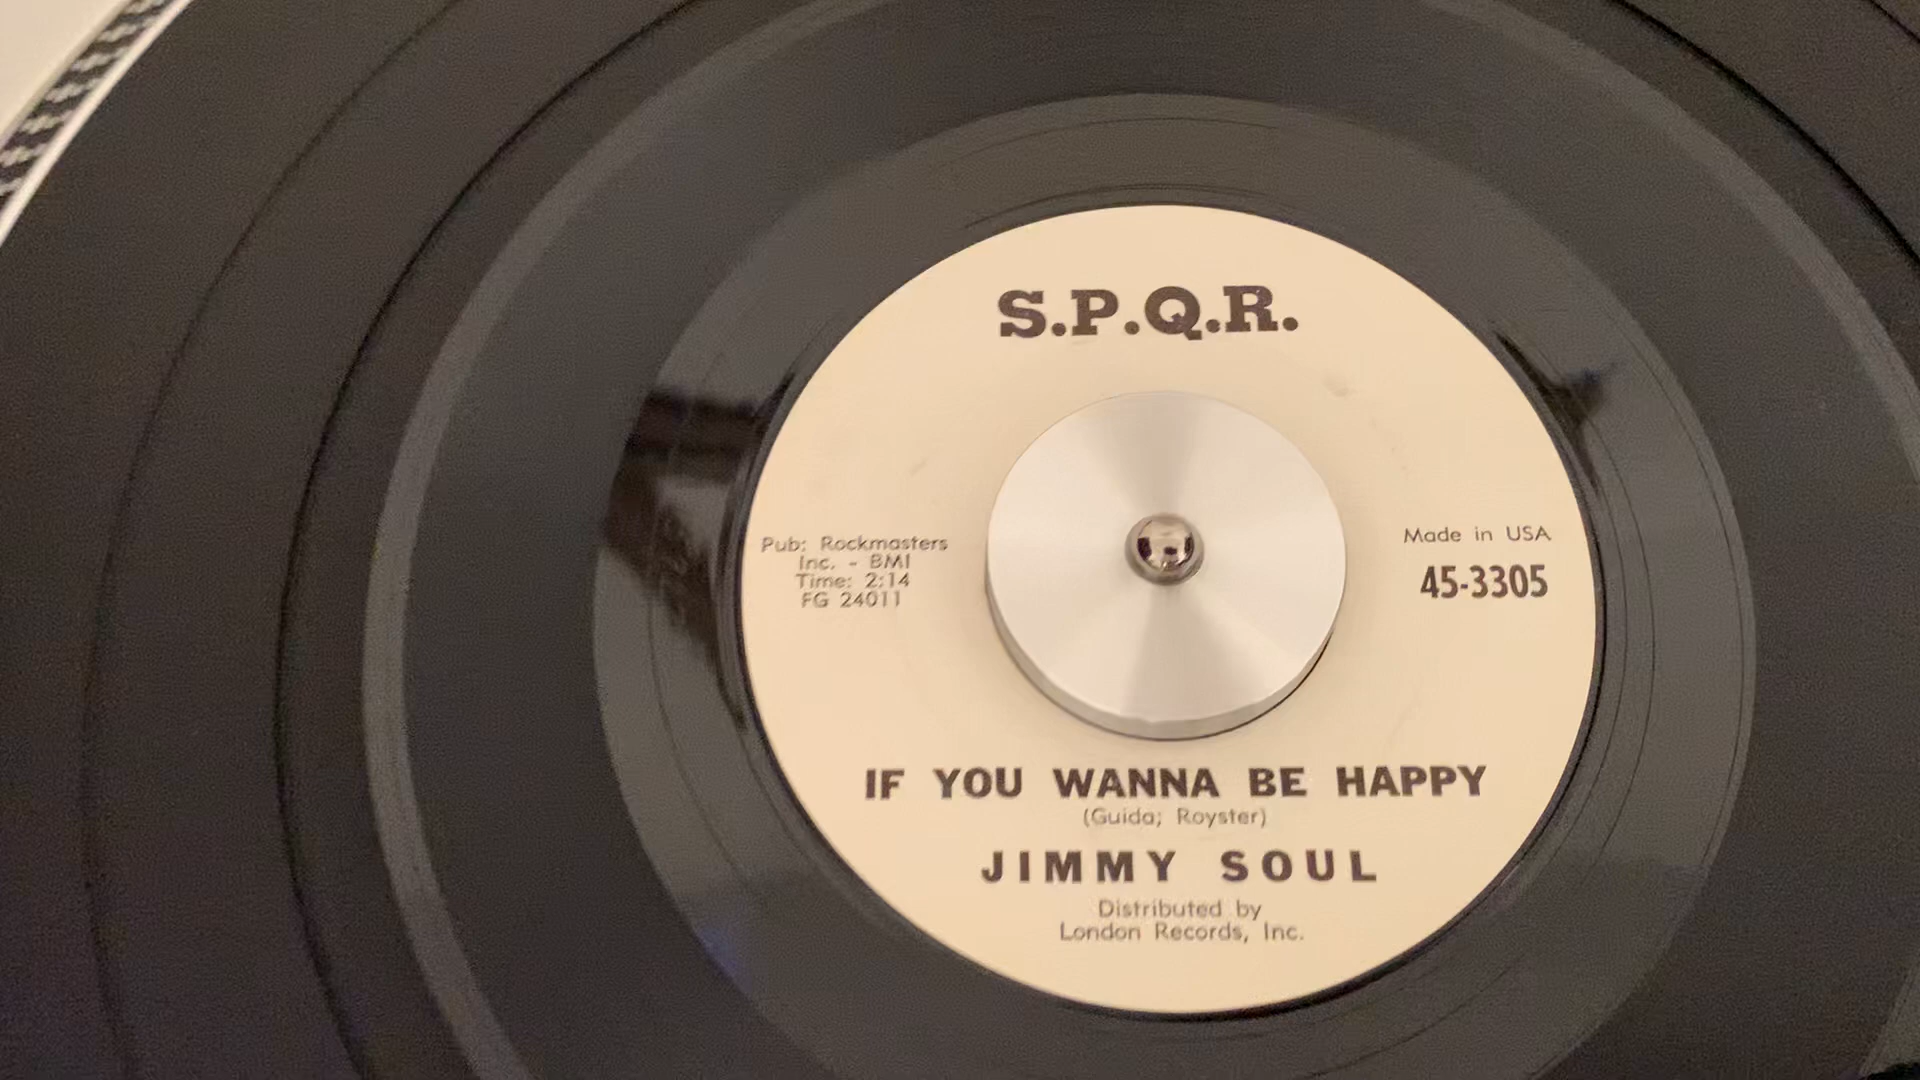 S.P.Q.R.
Pub: Rockmasters
Inc. - BMI
Time: 2:14
FG 24011
Made in USA
45-3305
IF YOU WANNA BE HAPPY
(Guida; Royster)
JIMMY SOUL
Distributed by
London Records, Inc.